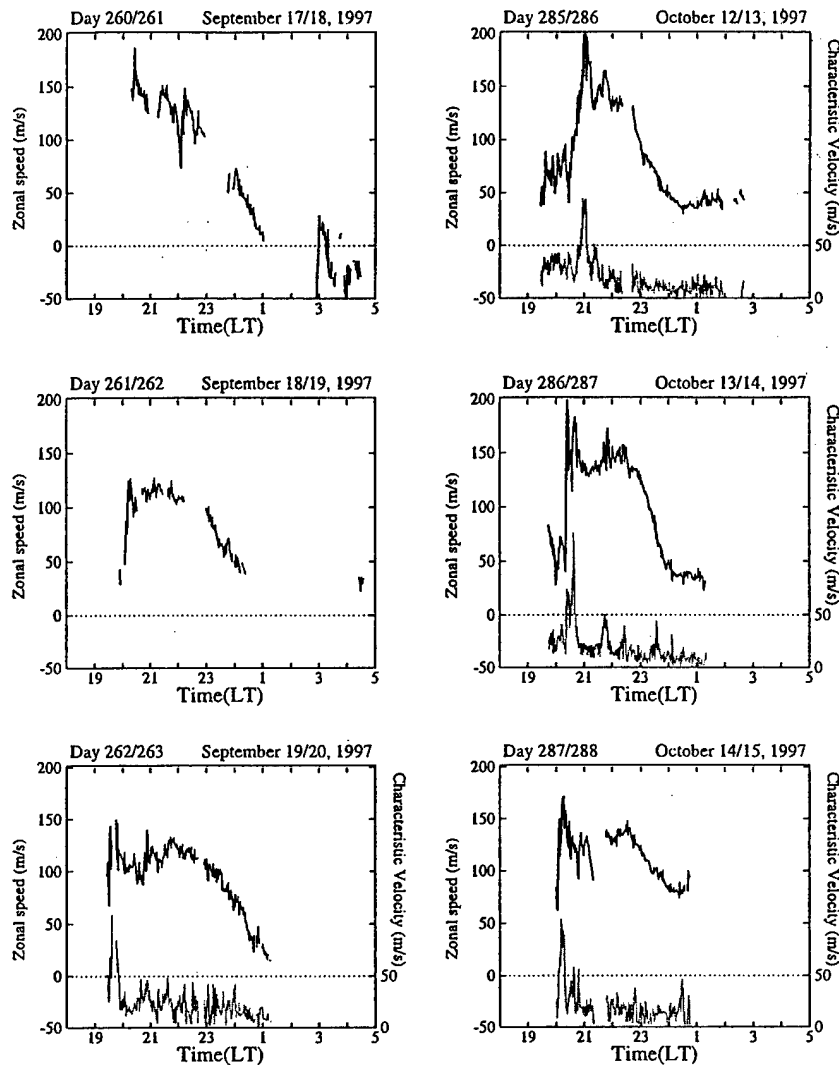 Day 260/261 September 17/18, 1997
200
150
100
50
0
-50
Zonal speed (m/s)
19 21 23 1 3 5
Time(LT)
Day 285/286 October 12/13, 1997
200
150
100
50
0
-50
Zonal speed (m/s)
50
0
Characteristic Velocity (m/s)
19 21 23 1 3 5
Time(LT)
Day 261/262 September 18/19, 1997
200
150
100
50
0
-50
Zonal speed (m/s)
19 21 23 1 3 5
Time(LT)
Day 286/287 October 13/14, 1997
200
150
100
50
0
-50
Zonal speed (m/s)
50
0
Characteristic Velocity (m/s)
19 21 23 1 3 5
Time(LT)
Day 262/263 September 19/20, 1997
200
150
100
50
0
-50
Zonal speed (m/s)
50
0
Characteristic Velocity (m/s)
19 21 23 1 3 5
Time(LT)
Day 287/288 October 14/15, 1997
200
150
100
50
0
-50
Zonal speed (m/s)
50
0
Characteristic Velocity (m/s)
19 21 23 1 3 5
Time(LT)